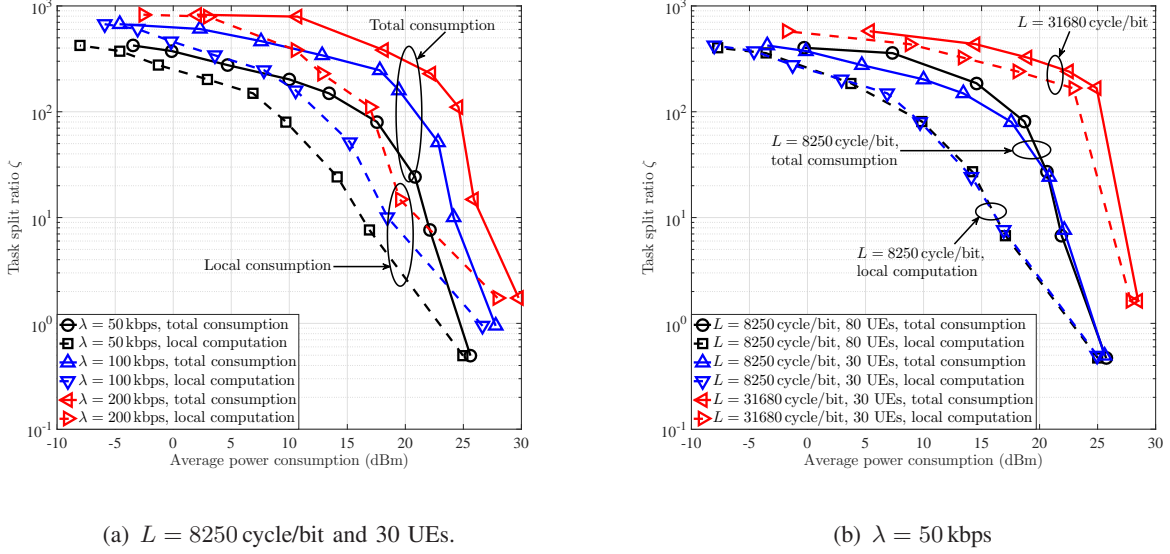 10³
10²
10¹
10⁰
10⁻¹
Task split ratio ζ
Total consumption
Local consumption
λ = 50 kbps, total consumption
λ = 50 kbps, local computation
λ = 100 kbps, total consumption
λ = 100 kbps, local computation
λ = 200 kbps, total consumption
λ = 200 kbps, local computation
-10 -5 0 5 10 15 20 25 30
Average power consumption (dBm)
(a) L = 8250 cycle/bit and 30 UEs.
10³
10²
10¹
10⁰
10⁻¹
Task split ratio ζ
L = 31680 cycle/bit
L = 8250 cycle/bit,
total comsumption
L = 8250 cycle/bit,
local computation
L = 8250 cycle/bit, 80 UEs, total consumption
L = 8250 cycle/bit, 80 UEs, local computation
L = 8250 cycle/bit, 30 UEs, total consumption
L = 8250 cycle/bit, 30 UEs, local computation
L = 31680 cycle/bit, 30 UEs, total consumption
L = 31680 cycle/bit, 30 UEs, local computation
-10 -5 0 5 10 15 20 25 30
Average power consumption (dBm)
(b) λ = 50 kbps